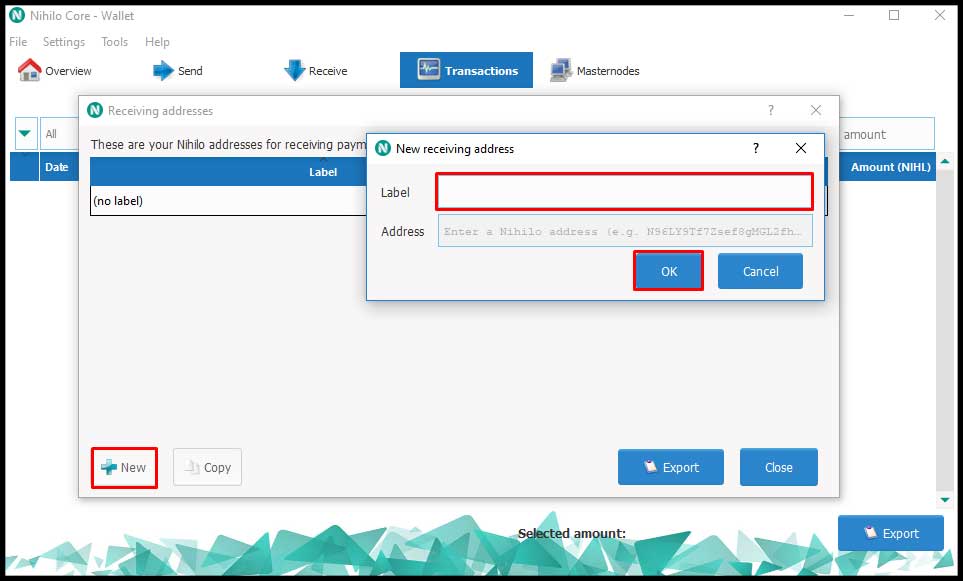 Nihilo Core - Wallet
File Settings Tools Help
Overview Send Receive Transactions Masternodes
Receiving addresses ?
All
amount
These are your Nihilo addresses for receiving paym
New receiving address ?
Date
Label
Amount (NIHL)
Label
(no label)
Address Enter a Nihilo address (e.g. N96LY9Tf7Zsef8gMGL2fh...
OK Cancel
New Copy Export Close
Selected amount:
Export